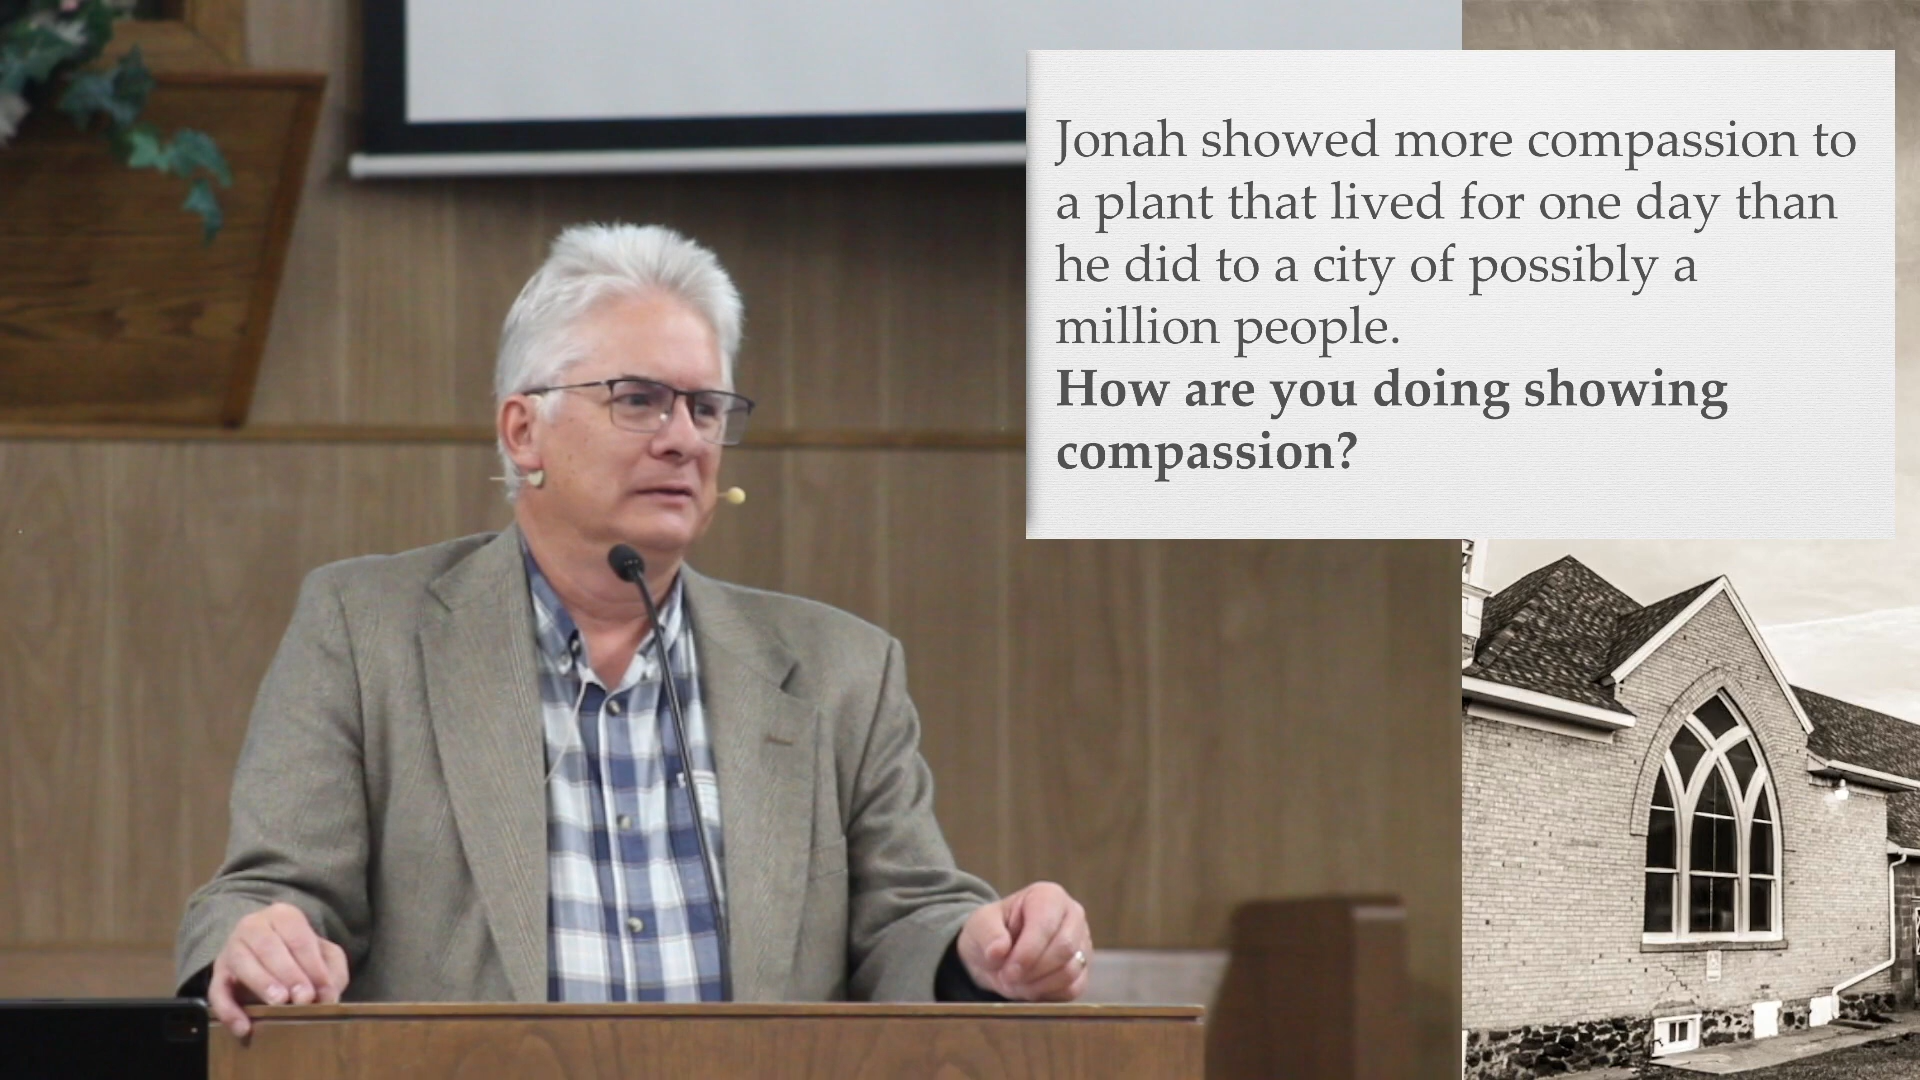 Jonah showed more compassion to
a plant that lived for one day than
he did to a city of possibly a
million people.
How are you doing showing
compassion?